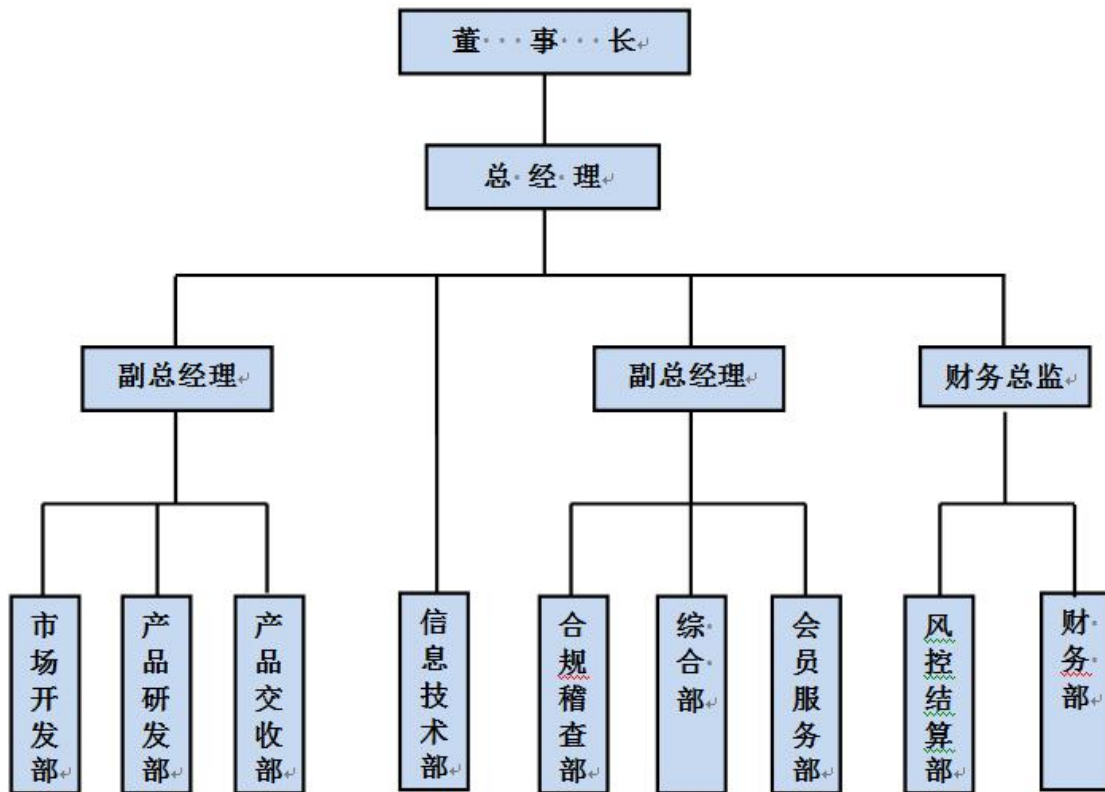 董事长
总经理
副总经理
副总经理
财务总监
市场开发部
产品研发部
产品交收部
信息技术部
合规稽查部
综合部
会员服务部
风控结算部
财务部